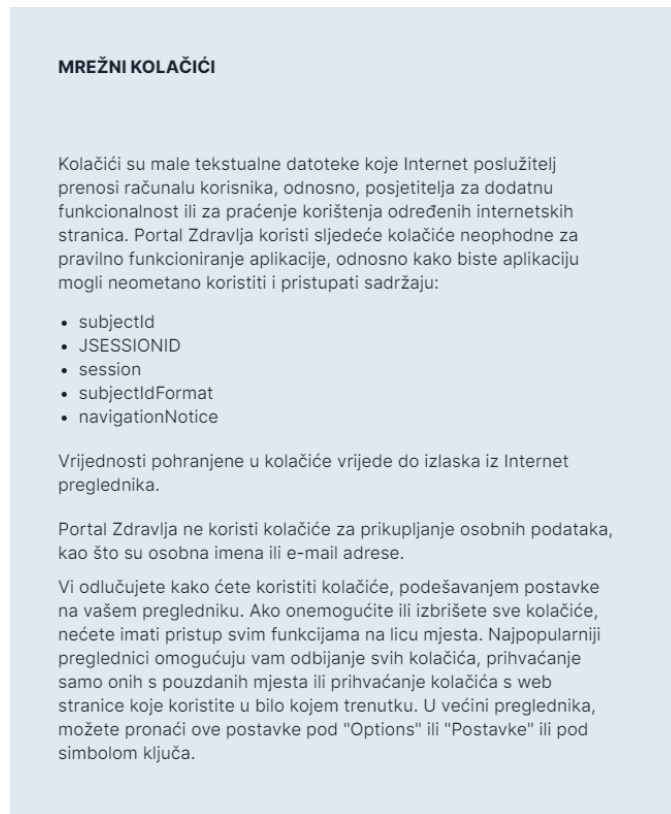 MREŽNI KOLAČIĆI
Kolačići su male tekstualne datoteke koje Internet poslužitelj
prenosi računalu korisnika, odnosno, posjetitelja za dodatnu
funkcionalnost ili za praćenje korištenja određenih internetskih
stranica. Portal Zdravlja koristi sljedeće kolačiće neophodne za
pravilno funkcioniranje aplikacije, odnosno kako biste aplikaciju
mogli neometano koristiti i pristupati sadržaju:
• subjectId
• JSESSIONID
• session
• subjectIdFormat
• navigationNotice
Vrijednosti pohranjene u kolačiće vrijede do izlaska iz Internet
preglednika.
Portal Zdravlja ne koristi kolačiće za prikupljanje osobnih podataka,
kao što su osobna imena ili e-mail adrese.
Vi odlučujete kako ćete koristiti kolačiće, podešavanjem postavke
na vašem pregledniku. Ako onemogućite ili izbrišete sve kolačiće,
nećete imati pristup svim funkcijama na licu mjesta. Najpopularniji
preglednici omogućuju vam odbijanje svih kolačića, prihvaćanje
samo onih s pouzdanih mjesta ili prihvaćanje kolačića s web
stranice koje koristite u bilo kojem trenutku. U većini preglednika,
možete pronaći ove postavke pod "Options" ili "Postavke" ili pod
simbolom ključa.